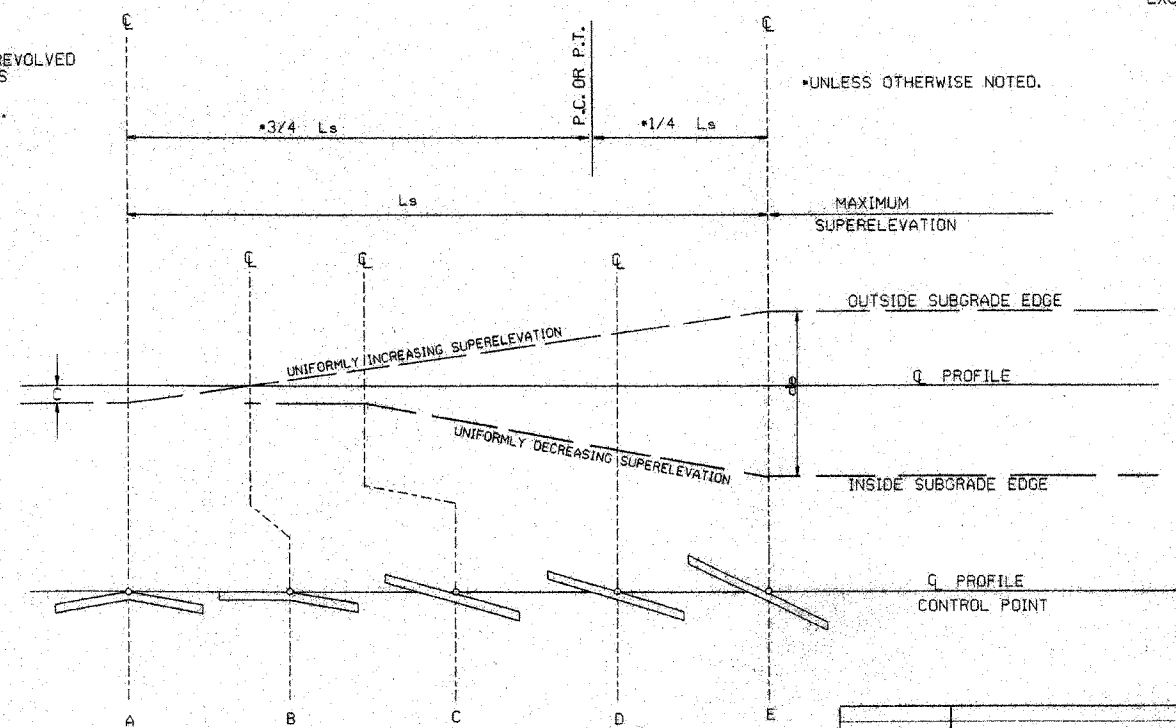 EXC
℄
℄
REVOLVED
S
.
P.C. OR P.T.
*UNLESS OTHERWISE NOTED.
*3/4 Ls
*1/4 Ls
Ls
MAXIMUM
SUPERELEVATION
℄
℄
℄
OUTSIDE SUBGRADE EDGE
UNIFORMLY INCREASING SUPERELEVATION
℄ PROFILE
C
UNIFORMLY DECREASING SUPERELEVATION
INSIDE SUBGRADE EDGE
℄ PROFILE
CONTROL POINT
A
B
C
D
E